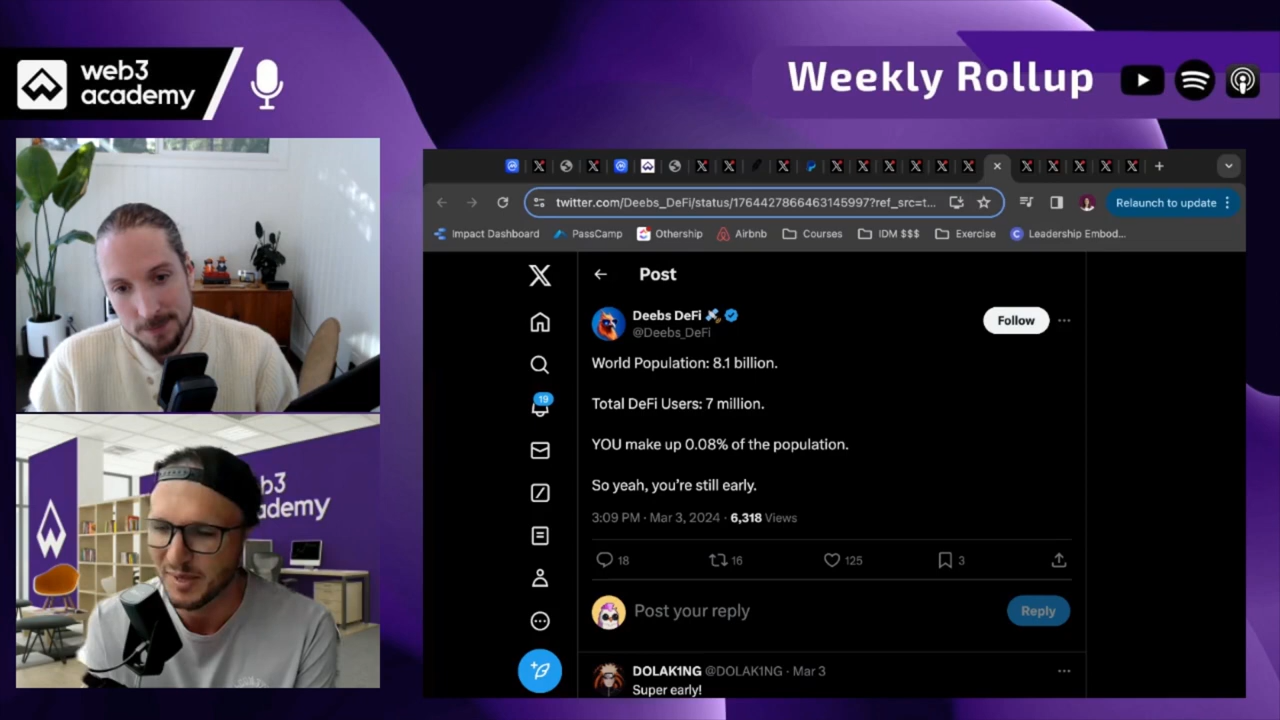 web3
academy
Weekly Rollup
twitter.com/Deebs_DeFi/status/1764427866463145997?ref_src=t...
Relaunch to update
Impact Dashboard
PassCamp
Othership
Airbnb
Courses
IDM $$$
Exercise
Leadership Embod...
Post
Deebs DeFi
@Deebs_DeFi
Follow
World Population: 8.1 billion.
Total DeFi Users: 7 million.
YOU make up 0.08% of the population.
So yeah, you're still early.
3:09 PM · Mar 3, 2024 · 6,318 Views
18
16
125
3
19
Post your reply
Reply
DOLAK1NG @DOLAK1NG · Mar 3
Super early!
b3
ademy